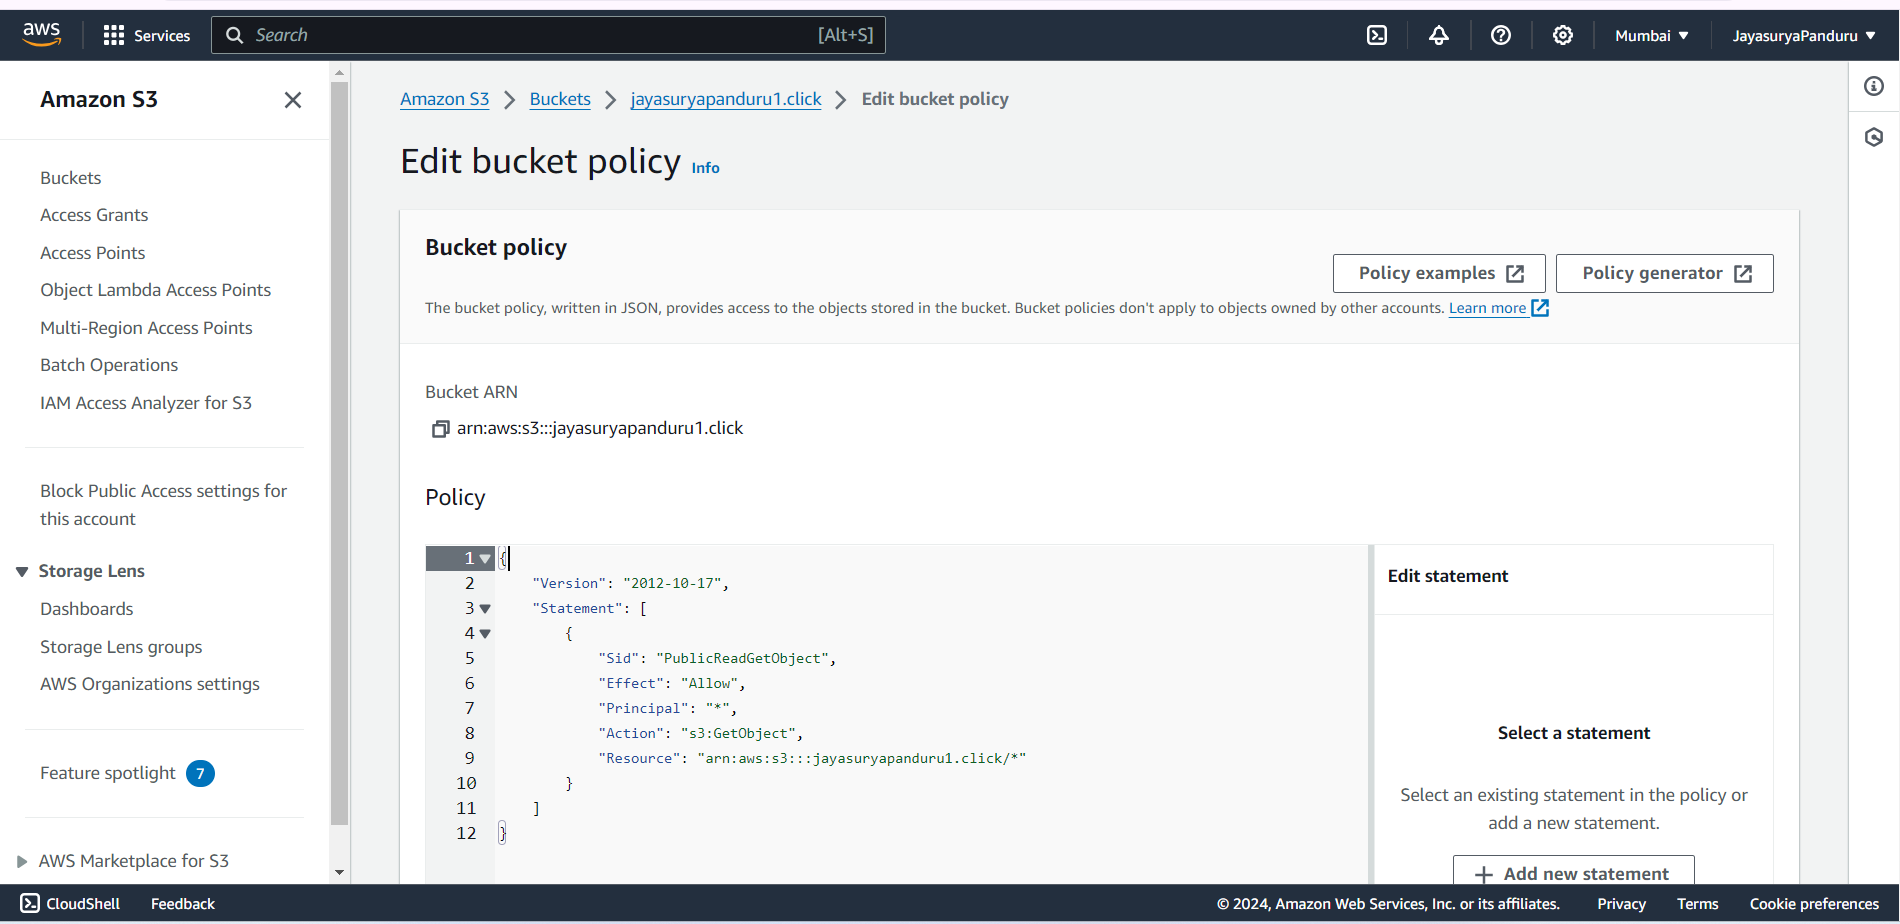 aws
Services
Search
[Alt+S]
Mumbai
JayasuryaPanduru
Amazon S3
Buckets
Access Grants
Access Points
Object Lambda Access Points
Multi-Region Access Points
Batch Operations
IAM Access Analyzer for S3
Block Public Access settings for
this account
Storage Lens
Dashboards
Storage Lens groups
AWS Organizations settings
Feature spotlight 7
AWS Marketplace for S3
Amazon S3 > Buckets > jayasuryapanduru1.click > Edit bucket policy
Edit bucket policy Info
Bucket policy
Policy examples
Policy generator
The bucket policy, written in JSON, provides access to the objects stored in the bucket. Bucket policies don't apply to objects owned by other accounts. Learn more
Bucket ARN
arn:aws:s3:::jayasuryapanduru1.click
Policy
1 {
2 "Version": "2012-10-17",
3 "Statement": [
4 {
5 "Sid": "PublicReadGetObject",
6 "Effect": "Allow",
7 "Principal": "*",
8 "Action": "s3:GetObject",
9 "Resource": "arn:aws:s3:::jayasuryapanduru1.click/*"
10 }
11 ]
12 }
Edit statement
Select a statement
Select an existing statement in the policy or
add a new statement.
+ Add new statement
CloudShell
Feedback
© 2024, Amazon Web Services, Inc. or its affiliates.
Privacy
Terms
Cookie preferences